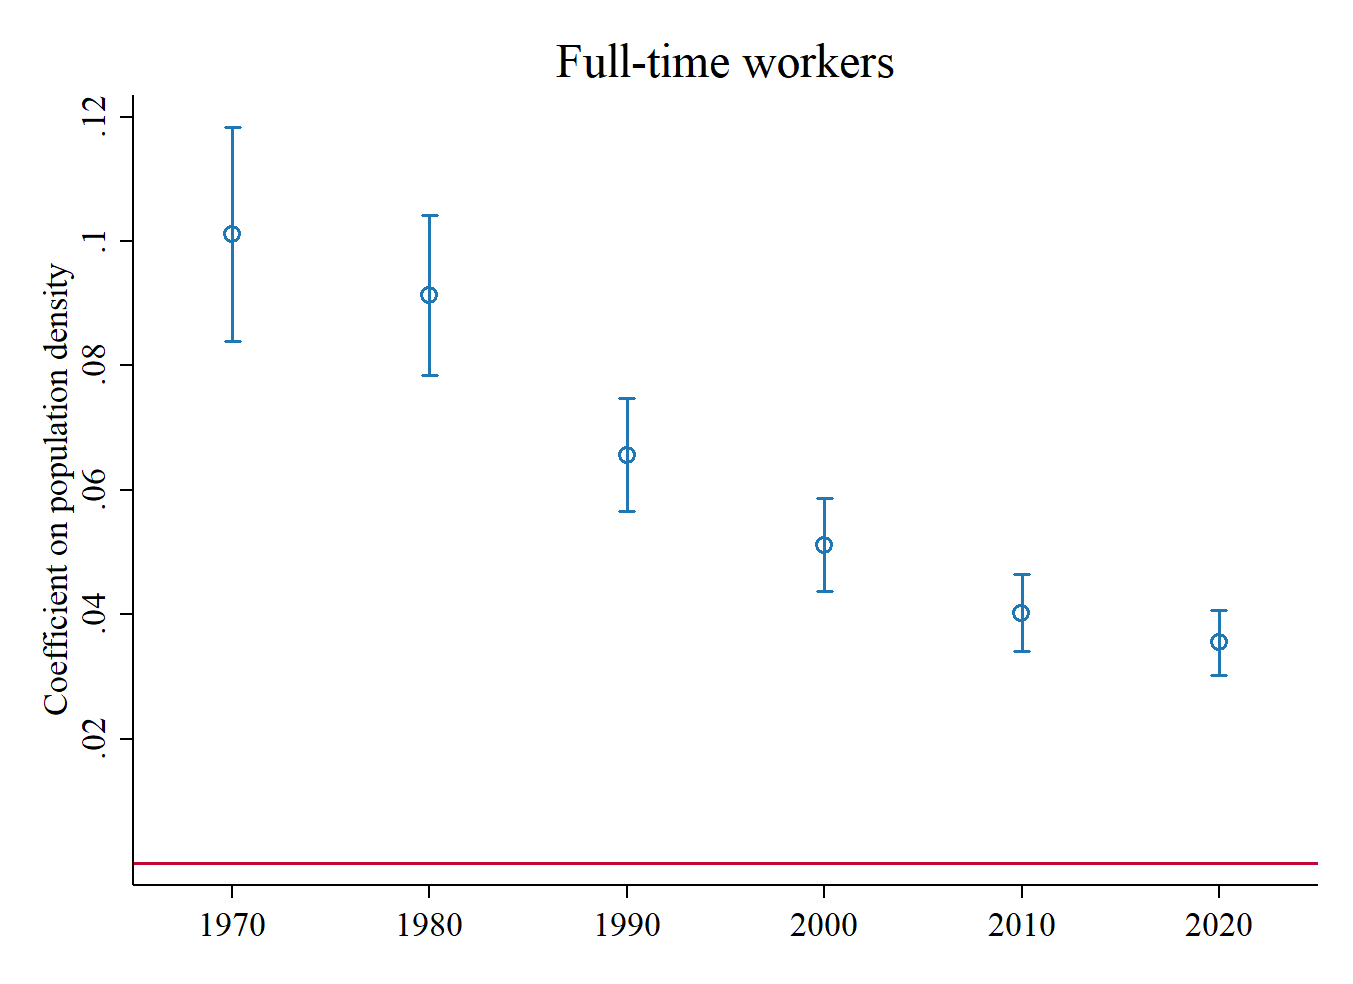 Full-time workers
Coefficient on population density
.12
.1
.08
.06
.04
.02
1970 1980 1990 2000 2010 2020